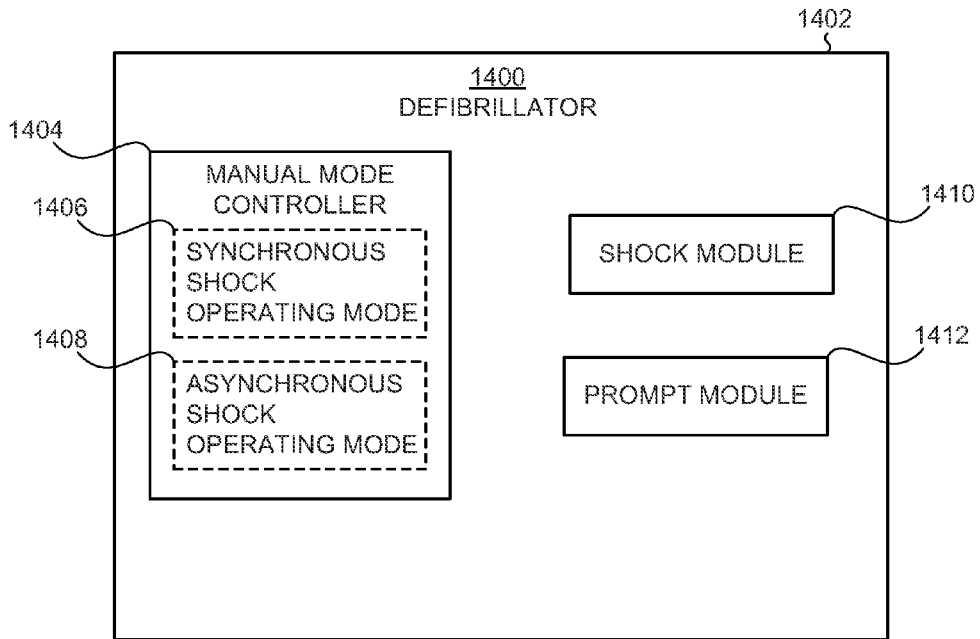 1402
1400
DEFIBRILLATOR
1404
MANUAL MODE
CONTROLLER
1406
SYNCHRONOUS
SHOCK
OPERATING MODE
1408
ASYNCHRONOUS
SHOCK
OPERATING MODE
1410
SHOCK MODULE
1412
PROMPT MODULE